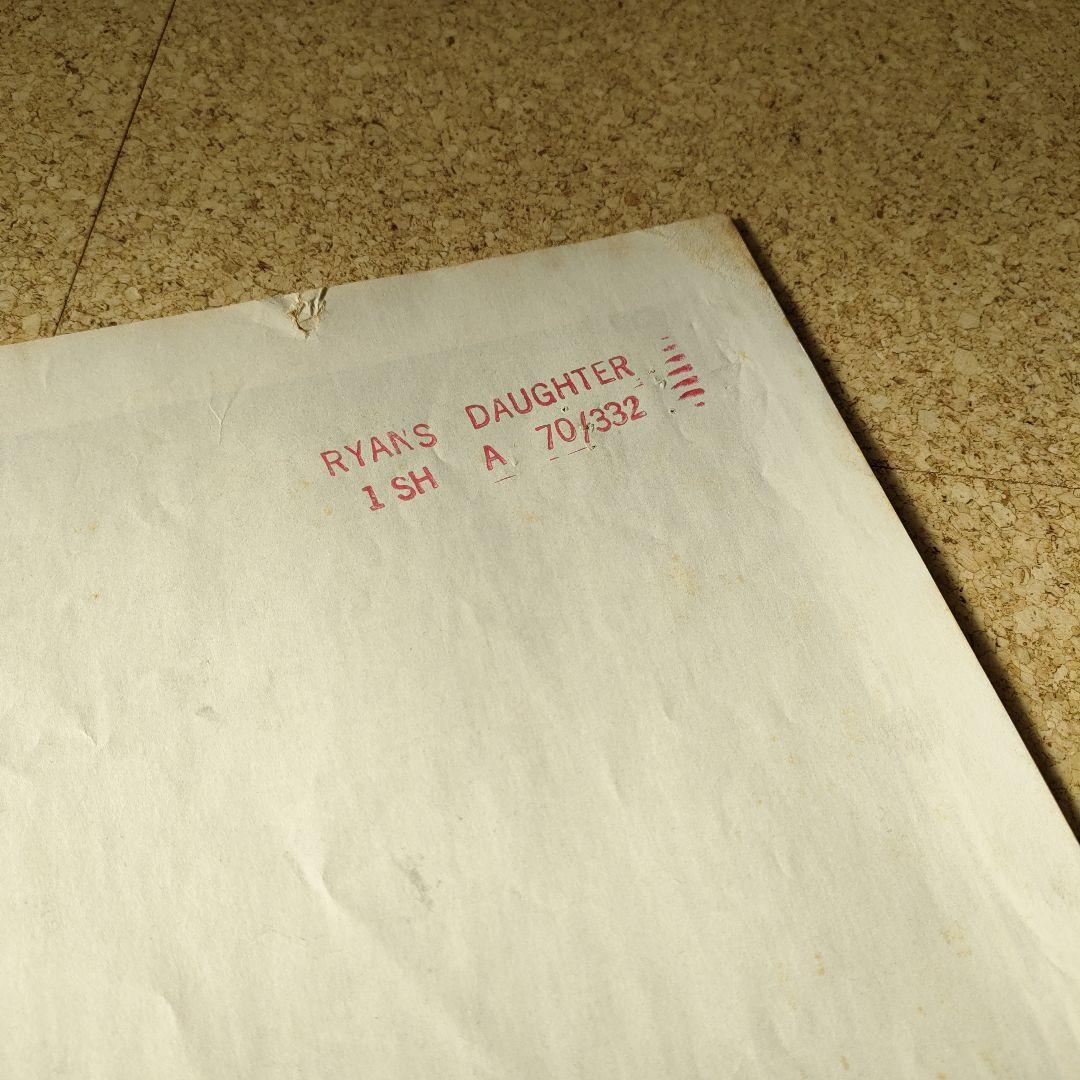 RYANS DAUGHTER
1 SH A 70/332